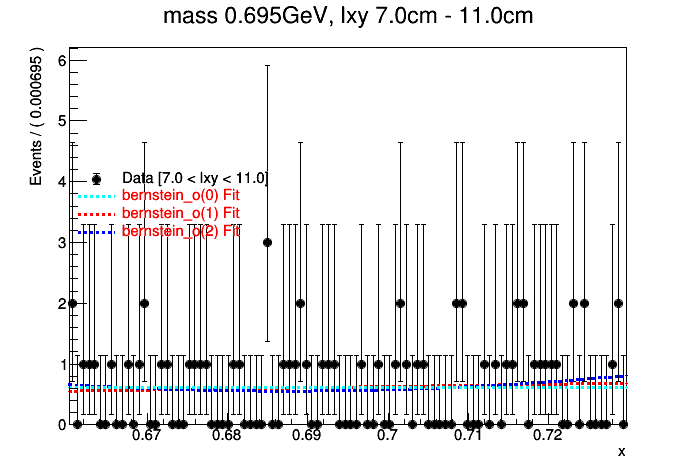 mass 0.695GeV, lxy 7.0cm - 11.0cm
Events / ( 0.000695 )
6
5
4
3
2
1
0
Data [7.0 < lxy < 11.0]
bernstein_o(0) Fit
bernstein_o(1) Fit
bernstein_o(2) Fit
0.67 0.68 0.69 0.7 0.71 0.72
x